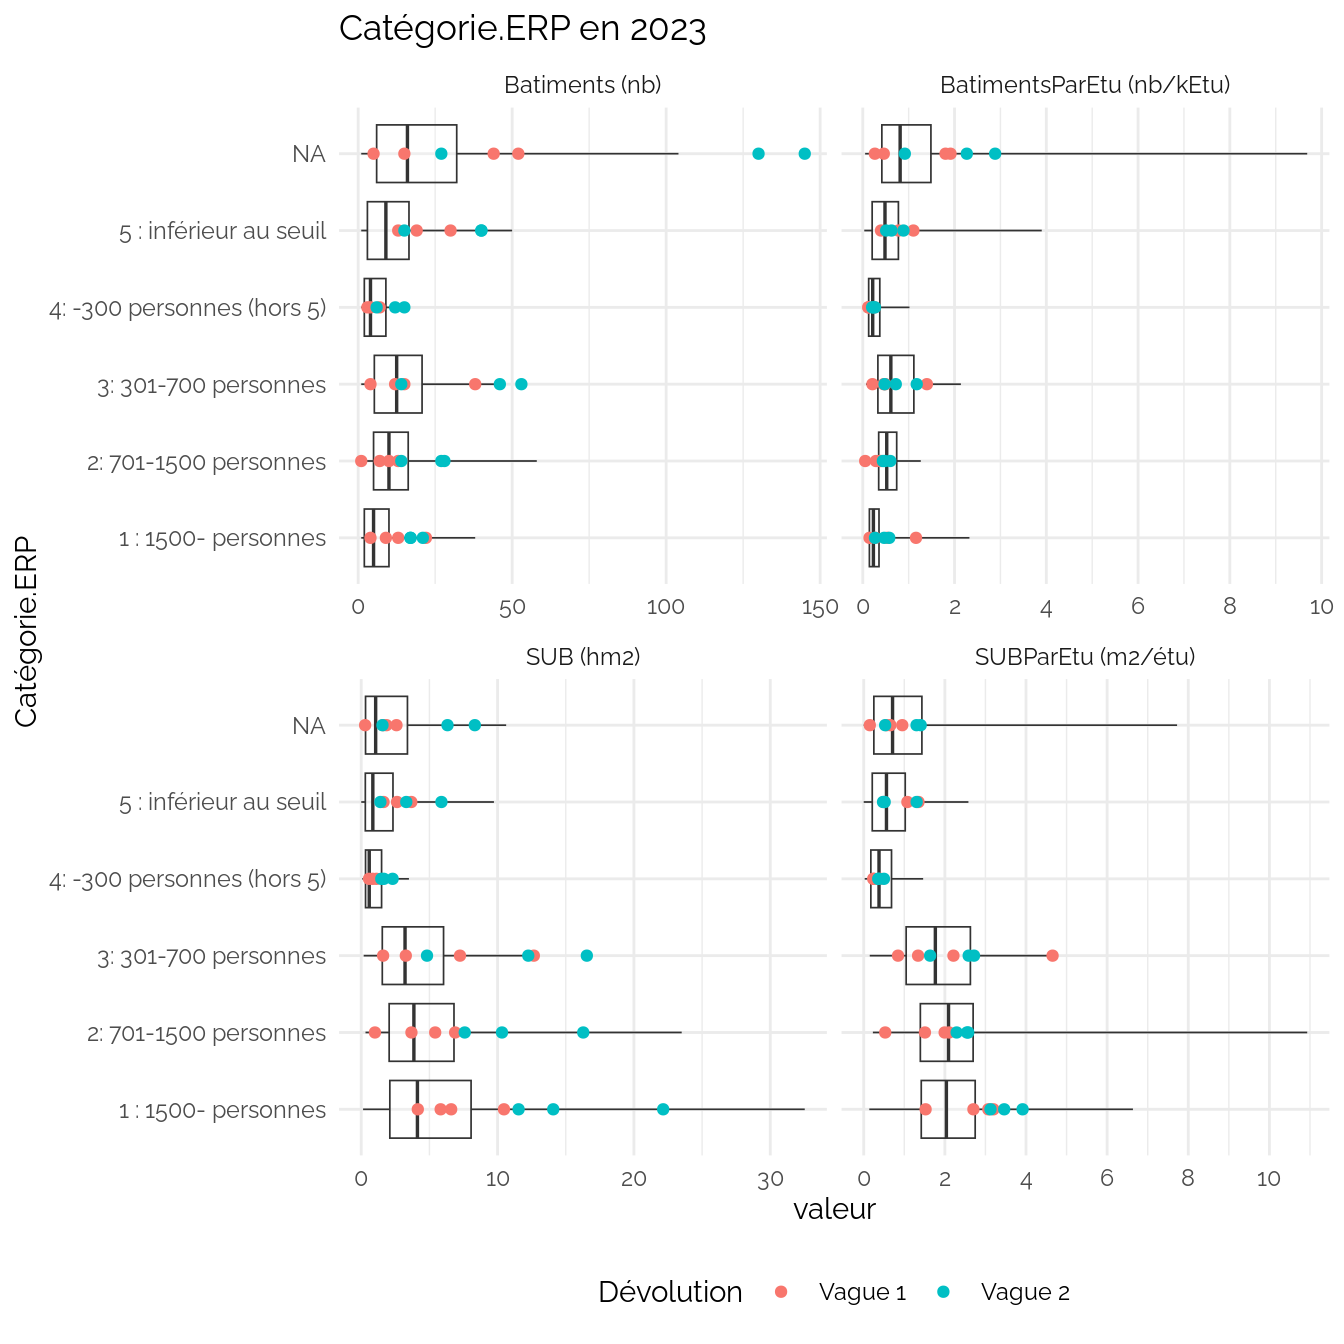 Catégorie.ERP en 2023
Batiments (nb) BatimentsParEtu (nb/kEtu)
NA
5 : inférieur au seuil
4: -300 personnes (hors 5)
3: 301-700 personnes
2: 701-1500 personnes
1 : 1500- personnes
0 50 100 150 0 2 4 6 8 10
Catégorie.ERP
SUB (hm2) SUBParEtu (m2/étu)
NA
5 : inférieur au seuil
4: -300 personnes (hors 5)
3: 301-700 personnes
2: 701-1500 personnes
1 : 1500- personnes
0 10 20 30 0 2 4 6 8 10
valeur
Dévolution Vague 1 Vague 2